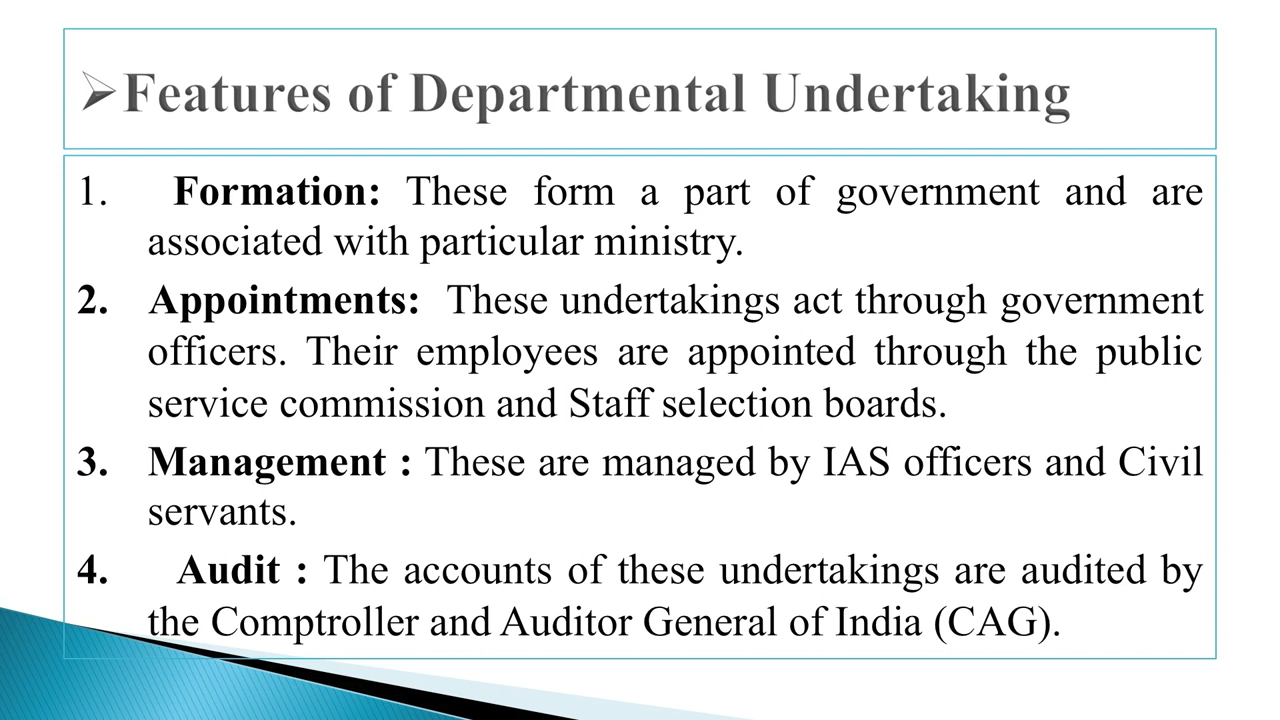 ➢Features of Departmental Undertaking
1. Formation: These form a part of government and are
associated with particular ministry.
2. Appointments: These undertakings act through government
officers. Their employees are appointed through the public
service commission and Staff selection boards.
3. Management : These are managed by IAS officers and Civil
servants.
4. Audit : The accounts of these undertakings are audited by
the Comptroller and Auditor General of India (CAG).